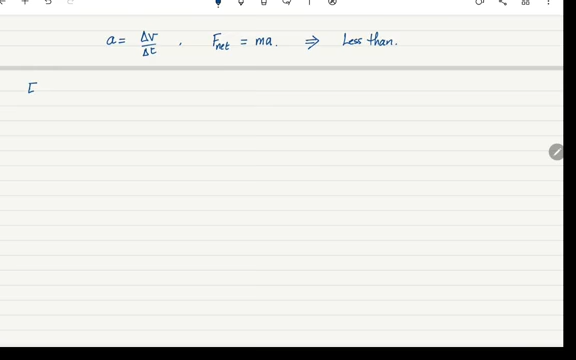 a = Δv/Δt . F_net = ma. ⇒ Less than.
[